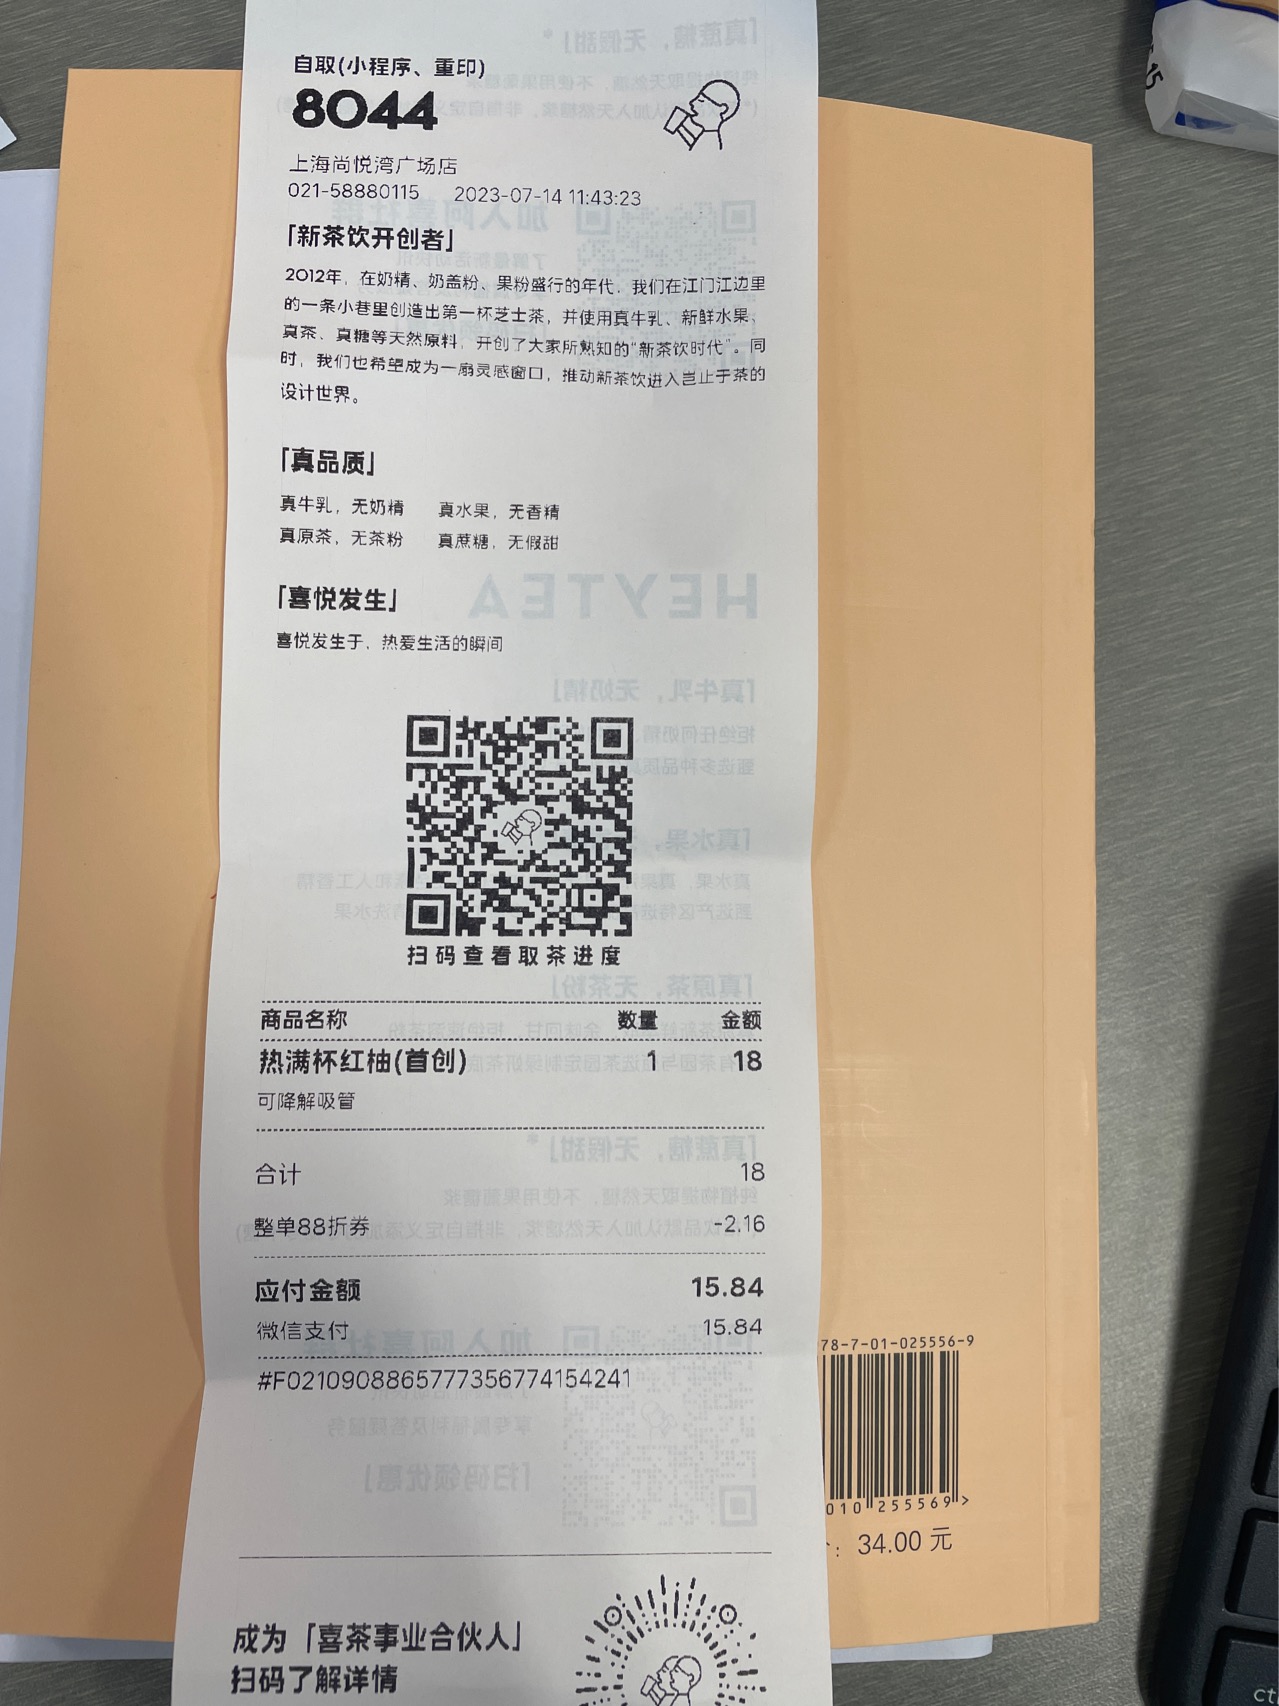 自取(小程序、重印)
8044
上海尚悦湾广场店
021-58880115 2023-07-14 11:43:23
「新茶饮开创者」
2012年，在奶精、奶盖粉、果粉盛行的年代，我们在江门江边里
的一条小巷里创造出第一杯芝士茶，并使用真牛乳、新鲜水果、
真茶、真糖等天然原料，开创了大家所熟知的“新茶饮时代”。同
时，我们也希望成为一扇灵感窗口，推动新茶饮进入岂止于茶的
设计世界。
「真品质」
真牛乳，无奶精 真水果，无香精
真原茶，无茶粉 真蔗糖，无假甜
「喜悦发生」
喜悦发生于，热爱生活的瞬间
扫码查看取茶进度
商品名称 数量 金额
热满杯红柚(首创) 1 18
可降解吸管
合计 18
整单88折券 -2.16
应付金额 15.84
微信支付 15.84
#F0210908865777356774154241
成为「喜茶事业合伙人」
扫码了解详情
78-7-01-025556-9
010 255569>
: 34.00 元
HEYTEA
15
ct